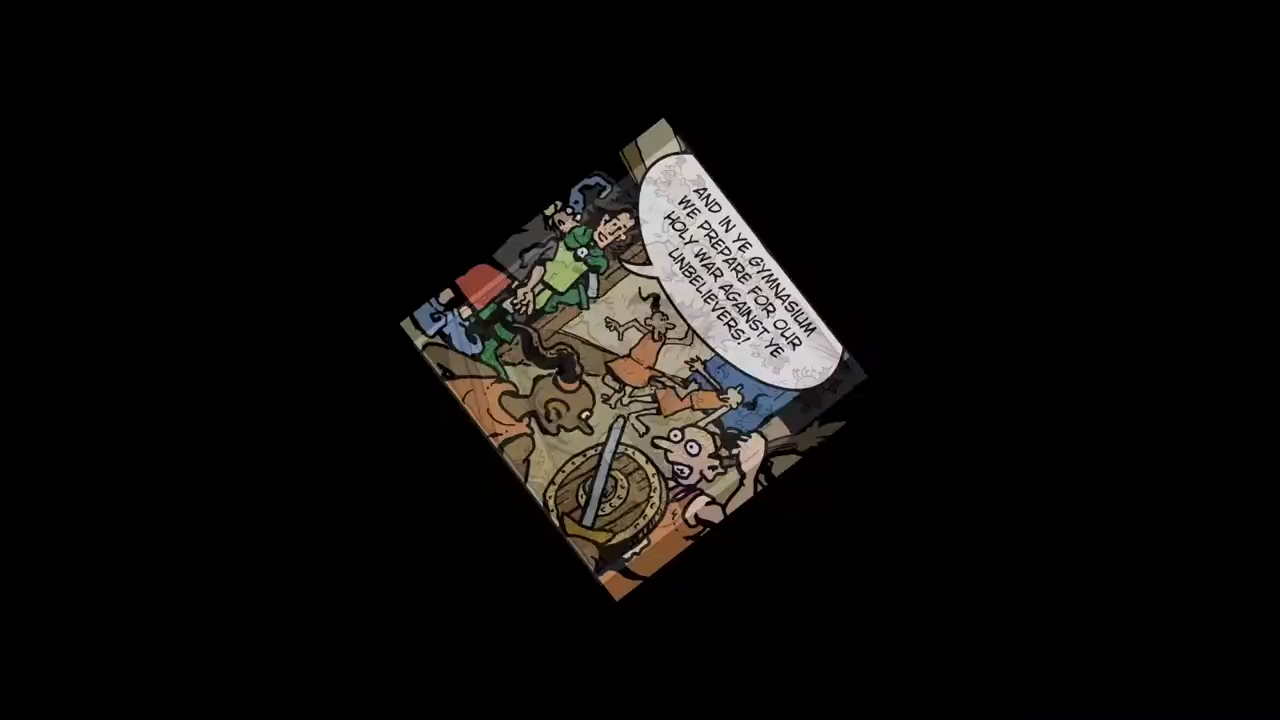 AND IN YE GYMNASIUM
WE PREPARE FOR OUR
HOLY WAR AGAINST YE
UNBELIEVERS!